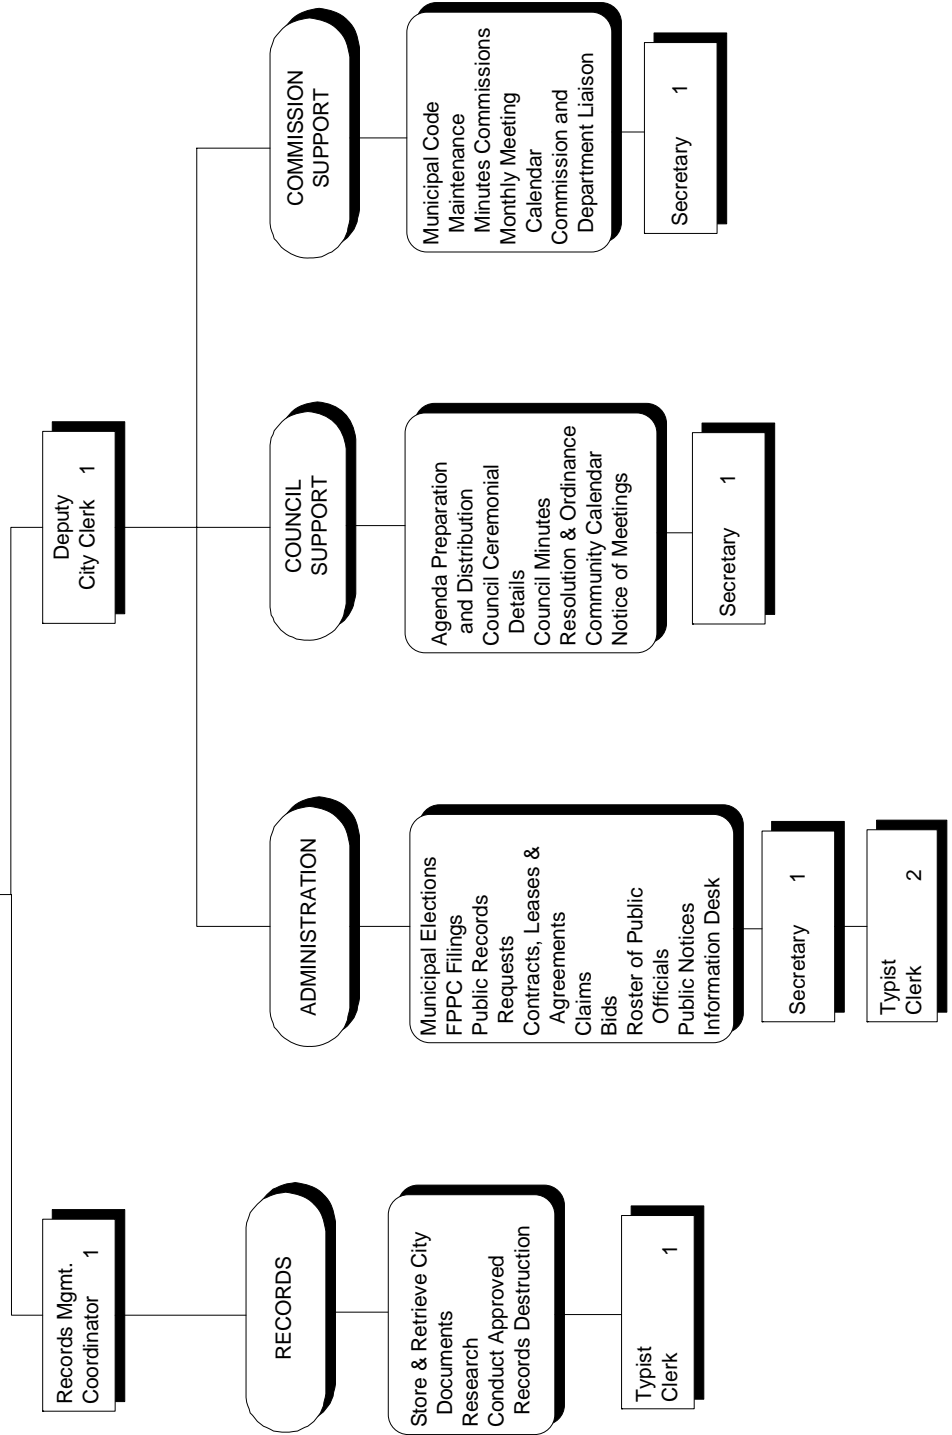 Records Mgmt.
Coordinator 1
Deputy
City Clerk 1
RECORDS
ADMINISTRATION
COUNCIL
SUPPORT
COMMISSION
SUPPORT
Store & Retrieve City
Documents
Research
Conduct Approved
Records Destruction
Municipal Elections
FPPC Filings
Public Records
Requests
Contracts, Leases &
Agreements
Claims
Bids
Roster of Public
Officials
Public Notices
Information Desk
Agenda Preparation
and Distribution
Council Ceremonial
Details
Council Minutes
Resolution & Ordinance
Community Calendar
Notice of Meetings
Municipal Code
Maintenance
Minutes Commissions
Monthly Meeting
Calendar
Commission and
Department Liaison
Typist
Clerk 1
Secretary 1
Typist
Clerk 2
Secretary 1
Secretary 1